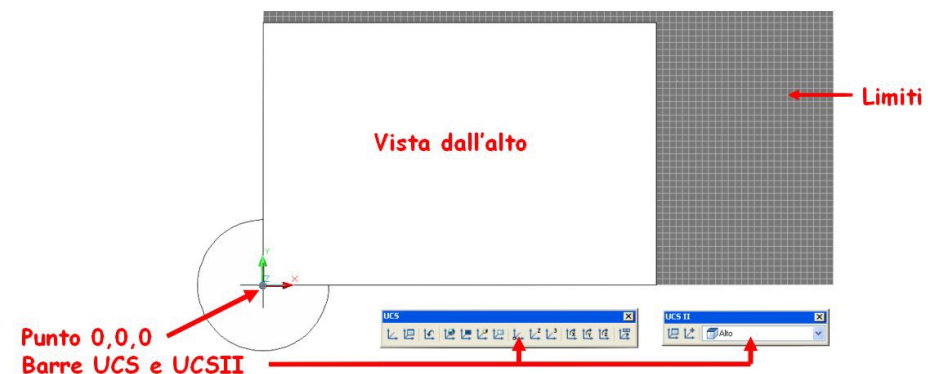 Limiti
Vista dall'alto
Y
Z X
UCS
UCS II
Alto
Punto 0,0,0
Barre UCS e UCSII